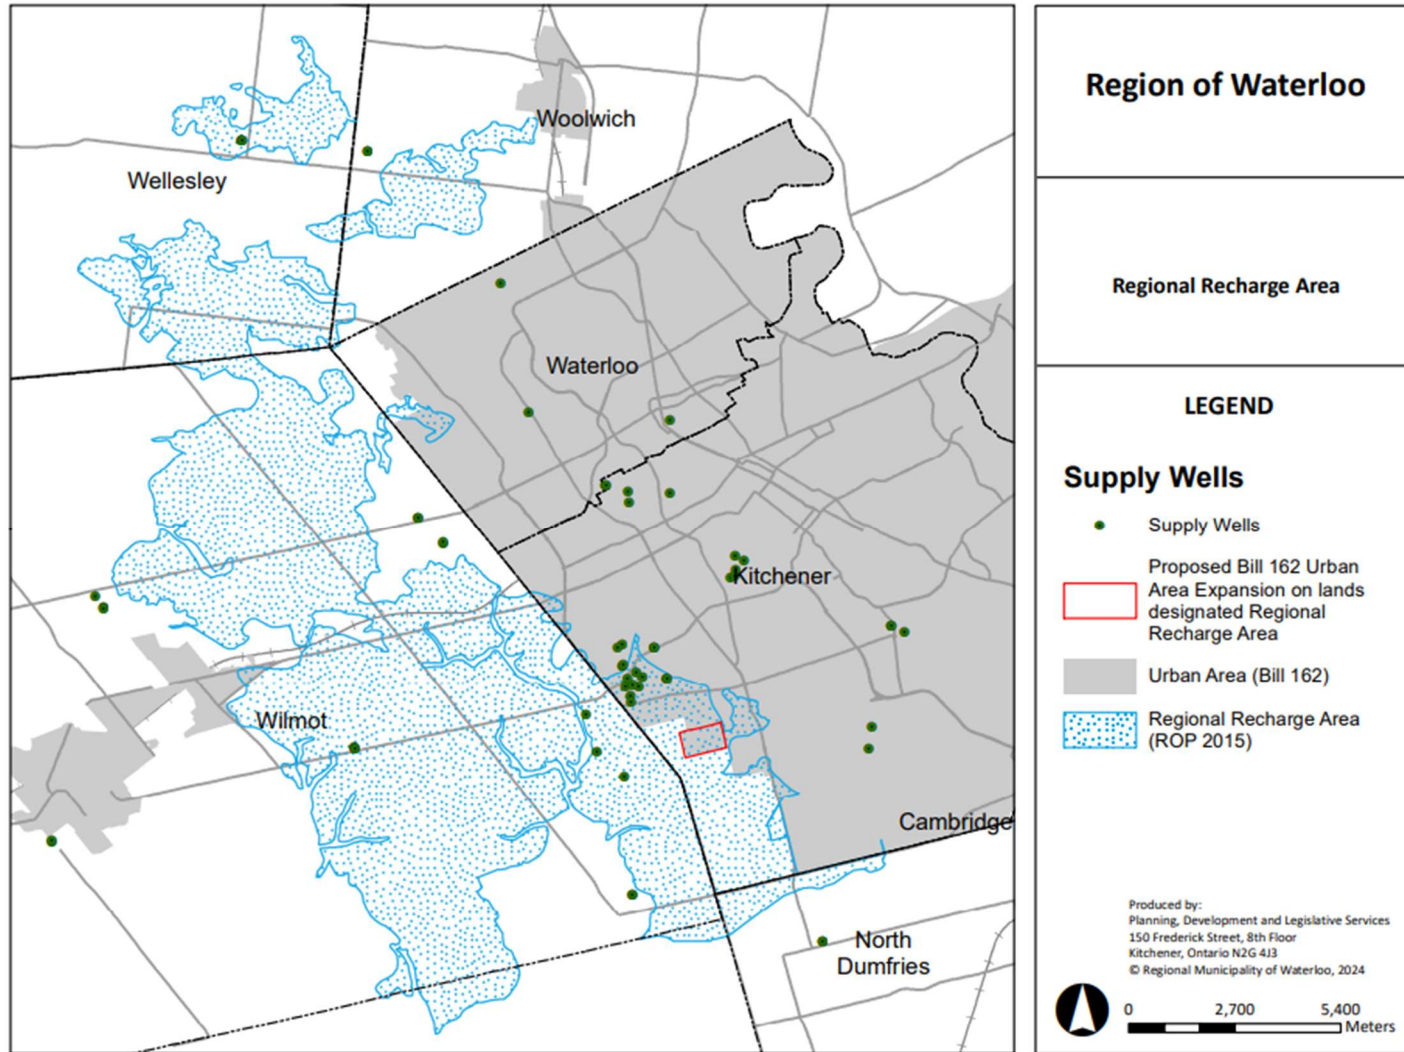 Woolwich
Wellesley
Waterloo
Kitchener
Wilmot
Cambridge
North
Dumfries
Region of Waterloo
Regional Recharge Area
LEGEND
Supply Wells
Supply Wells
Proposed Bill 162 Urban
Area Expansion on lands
designated Regional
Recharge Area
Urban Area (Bill 162)
Regional Recharge Area
(ROP 2015)
Produced by:
Planning, Development and Legislative Services
150 Frederick Street, 8th Floor
Kitchener, Ontario N2G 4J3
© Regional Municipality of Waterloo, 2024
0 2,700 5,400
Meters